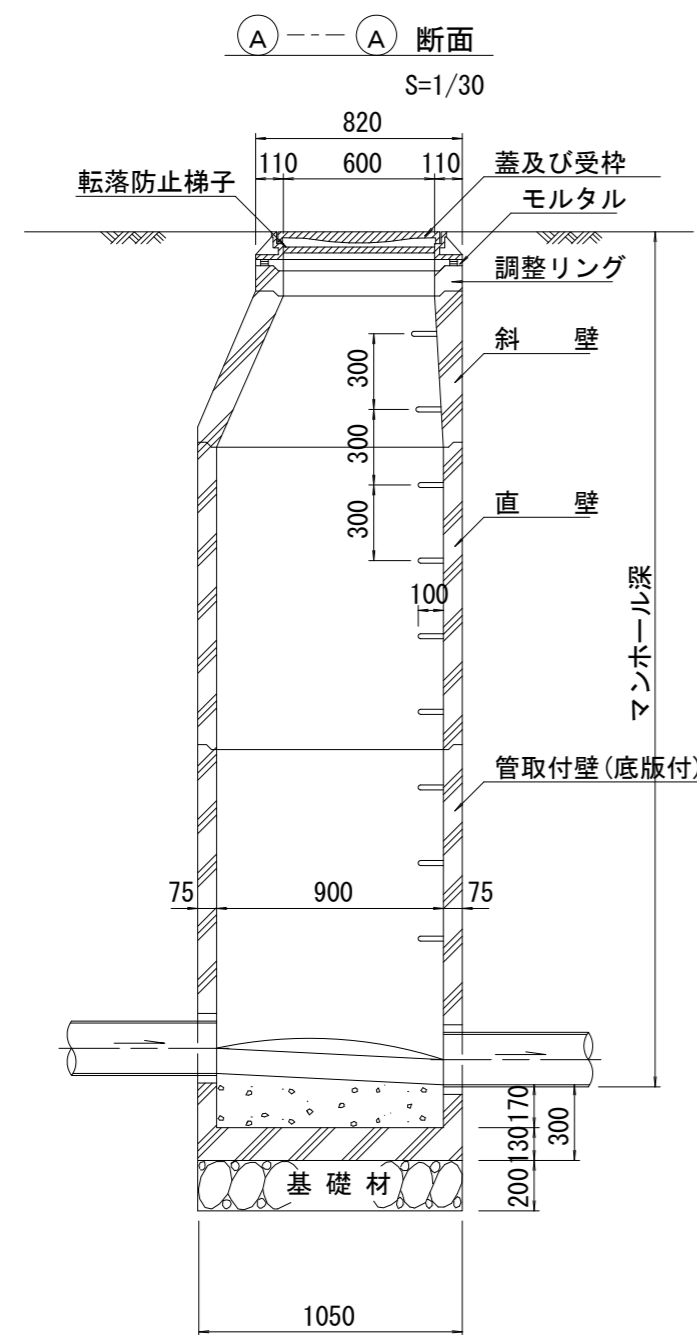 A A 断面
S=1/30
820
110 600 110
転落防止梯子
蓋及び受枠
モルタル
調整リング
斜 壁
300
300
300
直 壁
100
マンホール深
管取付壁(底版付)
75 900 75
170
130
300
200
基 礎 材
1050